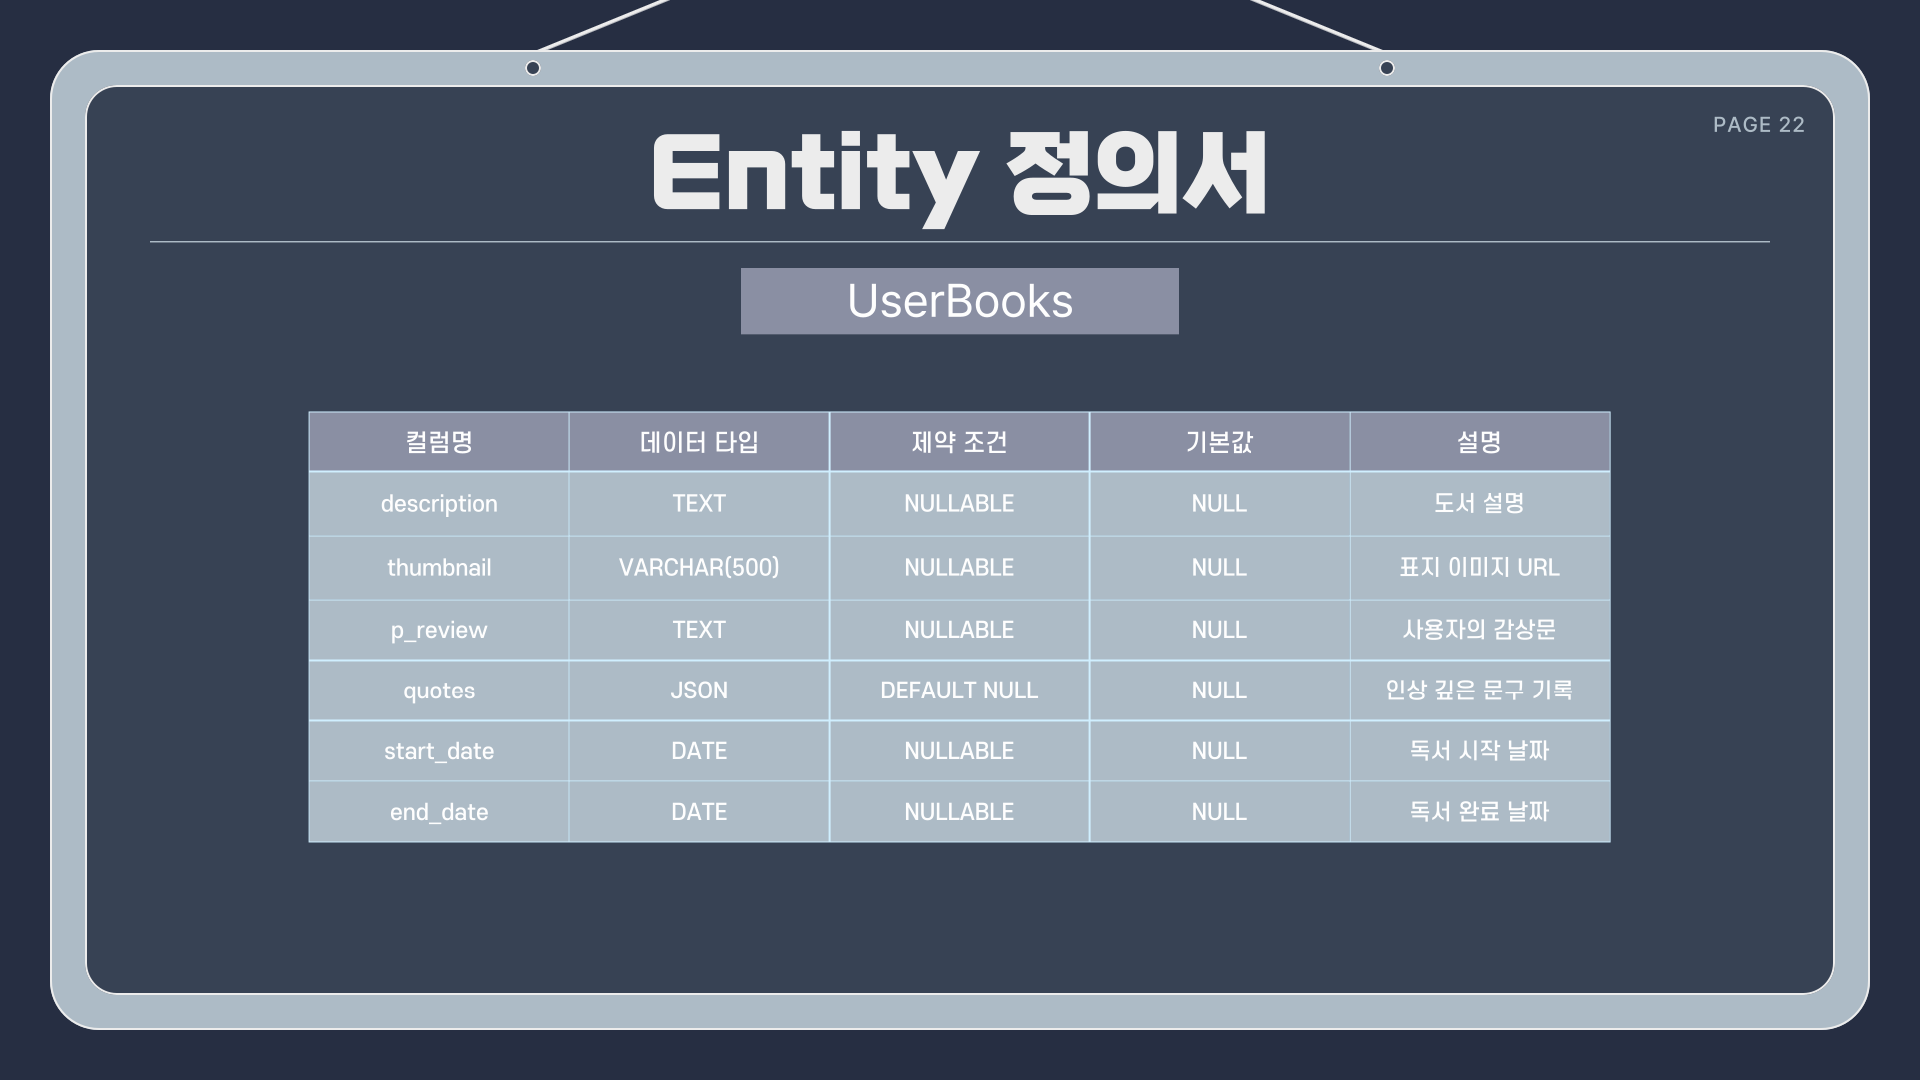 PAGE 22
Entity 정의서
UserBooks
컬럼명 데이터 타입 제약 조건 기본값 설명
description TEXT NULLABLE NULL 도서 설명
thumbnail VARCHAR(500) NULLABLE NULL 표지 이미지 URL
p_review TEXT NULLABLE NULL 사용자의 감상문
quotes JSON DEFAULT NULL NULL 인상 깊은 문구 기록
start_date DATE NULLABLE NULL 독서 시작 날짜
end_date DATE NULLABLE NULL 독서 완료 날짜